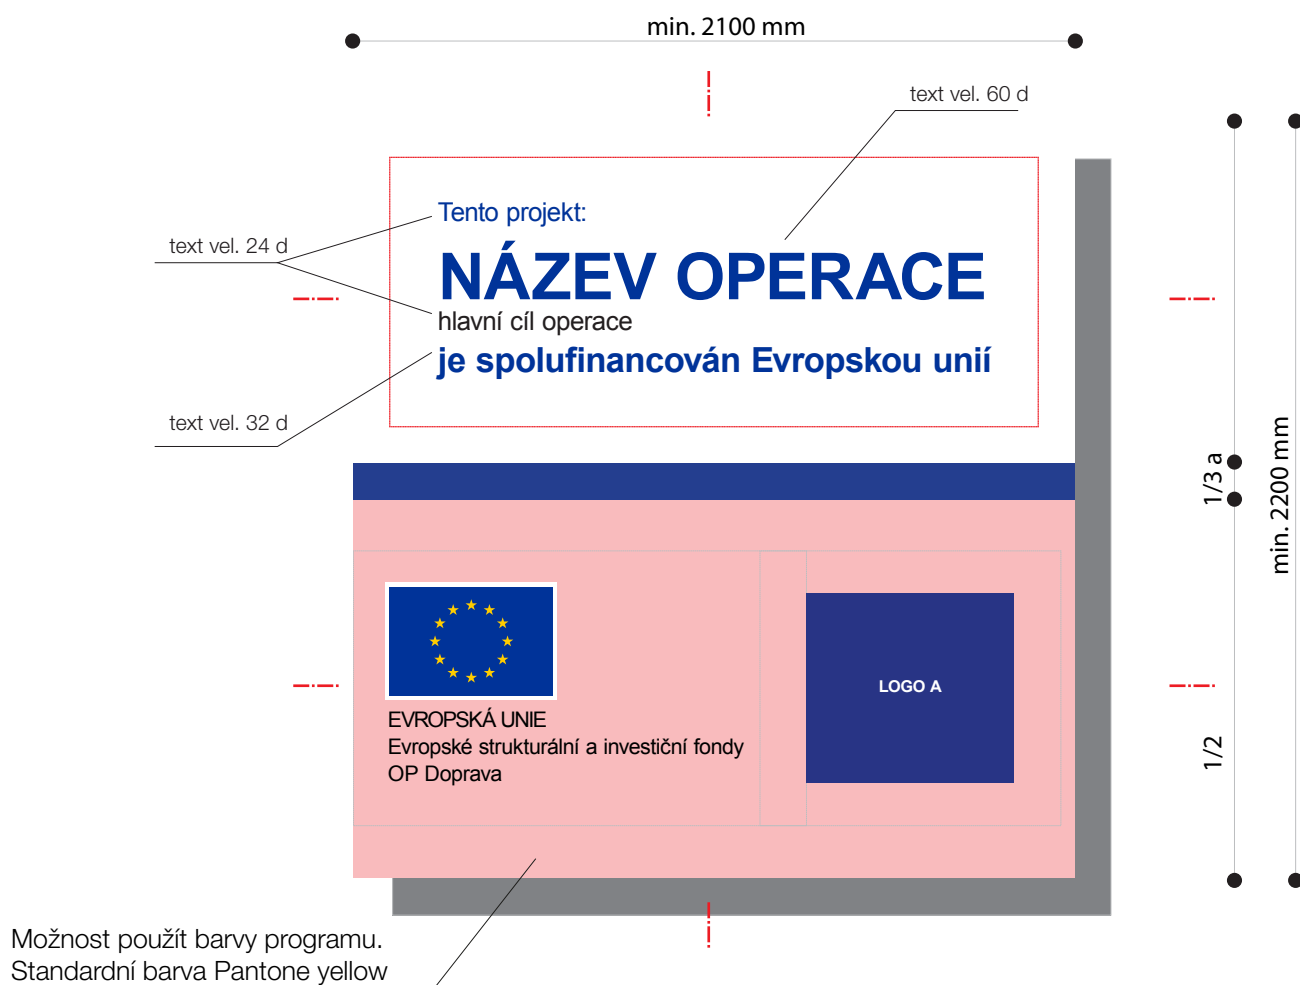 min. 2100 mm
text vel. 60 d
Tento projekt:
text vel. 24 d
NÁZEV OPERACE
hlavní cíl operace
je spolufinancován Evropskou unií
text vel. 32 d
1/3 a
min. 2200 mm
LOGO A
EVROPSKÁ UNIE
Evropské strukturální a investiční fondy
OP Doprava
1/2
Možnost použít barvy programu.
Standardní barva Pantone yellow